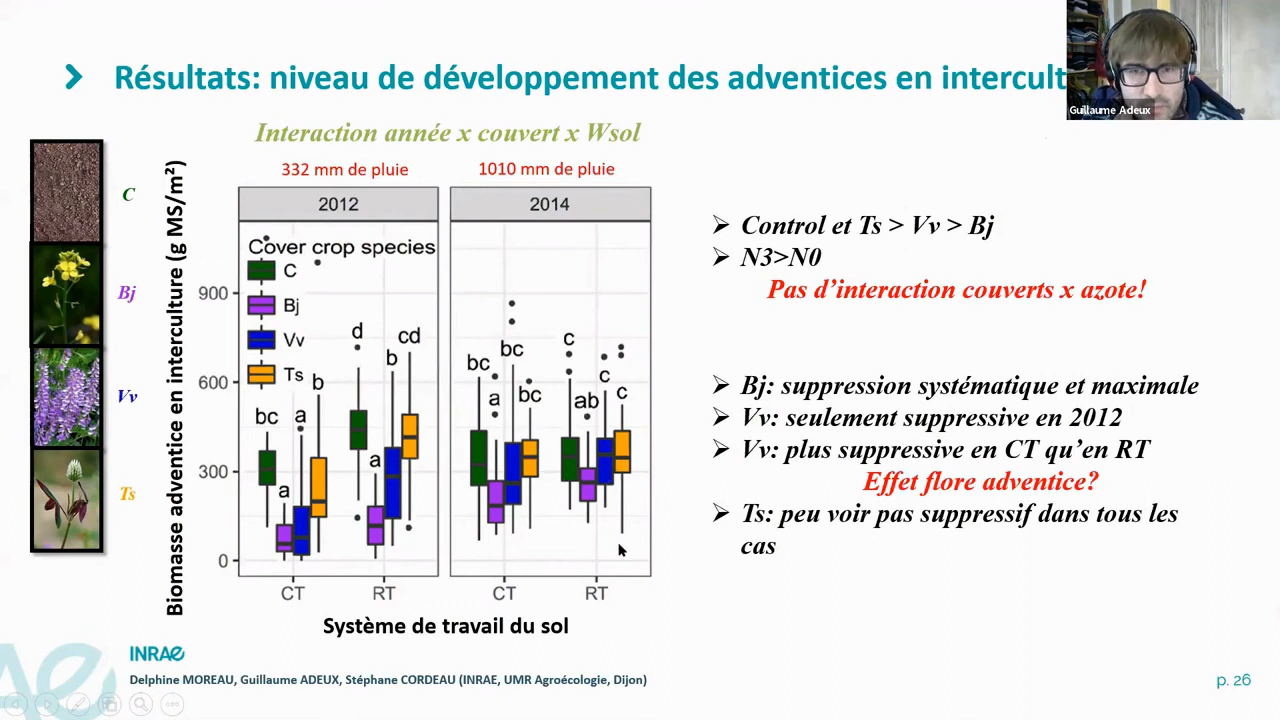 Résultats: niveau de développement des adventices en intercult
Guillaume Adeux
Interaction année x couvert x Wsol
332 mm de pluie
1010 mm de pluie
2012
2014
C
Bj
Vv
Ts
Biomasse adventice en interculture (g MS/m²)
Cover crop species
C
Bj
Vv
Ts
900
600
300
0
bc
a
a
b
d
a
b
cd
bc
a
bc
bc
c
ab
c
c
CT
RT
CT
RT
Système de travail du sol
Control et Ts > Vv > Bj
N3>N0
Pas d’interaction couverts x azote!
Bj: suppression systématique et maximale
Vv: seulement suppressive en 2012
Vv: plus suppressive en CT qu’en RT
Effet flore adventice?
Ts: peu voir pas suppressif dans tous les
cas
INRAE
Delphine MOREAU, Guillaume ADEUX, Stéphane CORDEAU (INRAE, UMR Agroécologie, Dijon)
p. 26